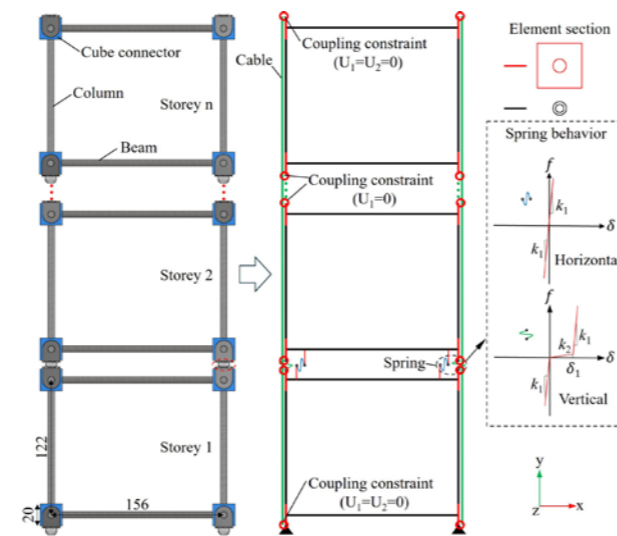 Cube connector
Column
Storey n
Beam
Storey 2
Storey 1
122
156
20
Coupling constraint
(U₁=U₂=0)
Cable
Coupling constraint
(U₁=0)
Spring
Coupling constraint
(U₁=U₂=0)
Element section
Spring behavior
f
k₁
δ
k₁
Horizonta
f
k₂
k₁
δ₁
δ
k₁
Vertical
y
z
x